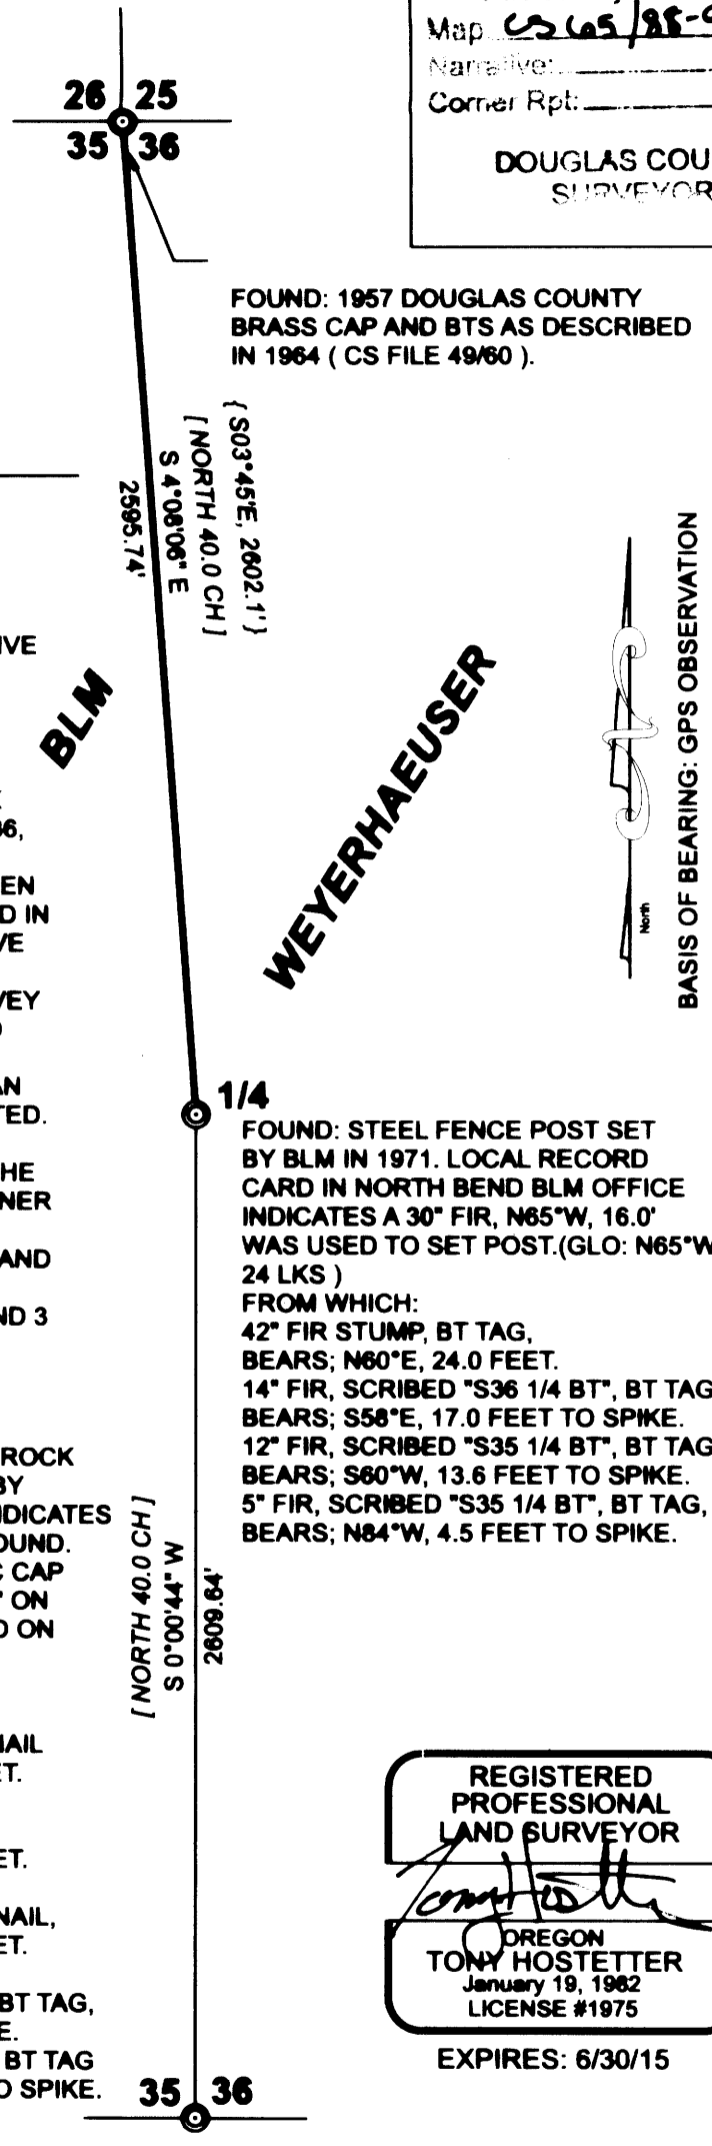 Map CS 65/88-
Narrative:
Corner Rpt:
DOUGLAS COU
SURVEYOR
26 25
35 36
FOUND: 1957 DOUGLAS COUNTY
BRASS CAP AND BTS AS DESCRIBED
IN 1964 ( CS FILE 49/60 ).
{ S03°45'E, 2602.1'}
[ NORTH 40.0 CH ]
S 4°08'06" E
2595.74'
BLM
WEYERHAEUSER
North
BASIS OF BEARING: GPS OBSERVATION
IVE
36,
EN
D IN
VE
VEY
AN
TED.
HE
NER
AND
ND 3
1/4
FOUND: STEEL FENCE POST SET
BY BLM IN 1971. LOCAL RECORD
CARD IN NORTH BEND BLM OFFICE
INDICATES A 30" FIR, N65°W, 16.0'
WAS USED TO SET POST.(GLO: N65°W
24 LKS )
FROM WHICH:
42" FIR STUMP, BT TAG,
BEARS; N60°E, 24.0 FEET.
14" FIR, SCRIBED "S36 1/4 BT", BT TAG
BEARS; S58°E, 17.0 FEET TO SPIKE.
12" FIR, SCRIBED "S35 1/4 BT", BT TAG
BEARS; S60°W, 13.6 FEET TO SPIKE.
5" FIR, SCRIBED "S35 1/4 BT", BT TAG,
BEARS; N84°W, 4.5 FEET TO SPIKE.
ROCK
BY
NDICATES
OUND.
C CAP
" ON
D ON
[ NORTH 40.0 CH ]
S 0°00'44" W
2609.64'
NAIL
ET.
ET.
NAIL,
ET.
BT TAG,
E.
BT TAG
O SPIKE.
REGISTERED
PROFESSIONAL
LAND SURVEYOR
Tony Hostetter
OREGON
TONY HOSTETTER
January 19, 1982
LICENSE #1975
EXPIRES: 6/30/15
35 36